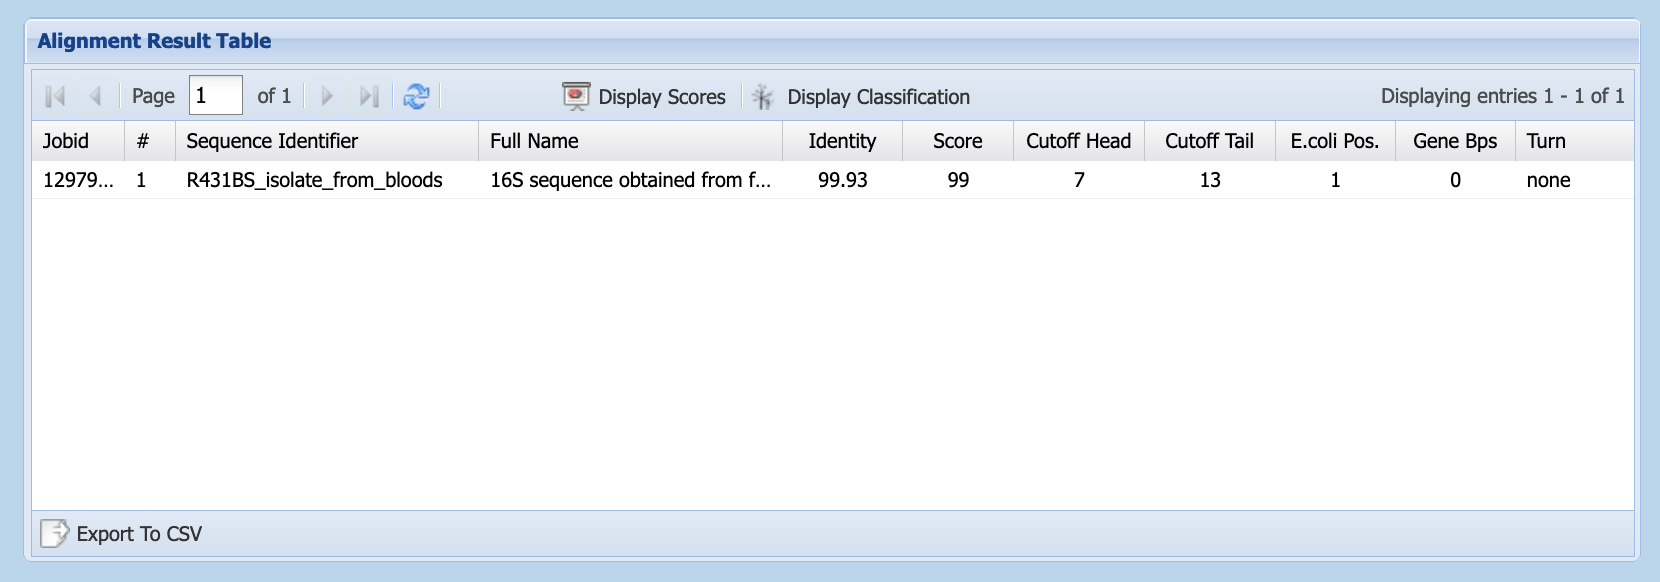 Alignment Result Table
Page 1 of 1 Display Scores Display Classification Displaying entries 1 - 1 of 1
Jobid # Sequence Identifier Full Name Identity Score Cutoff Head Cutoff Tail E.coli Pos. Gene Bps Turn
12979... 1 R431BS_isolate_from_bloods 16S sequence obtained from f... 99.93 99 7 13 1 0 none
Export To CSV